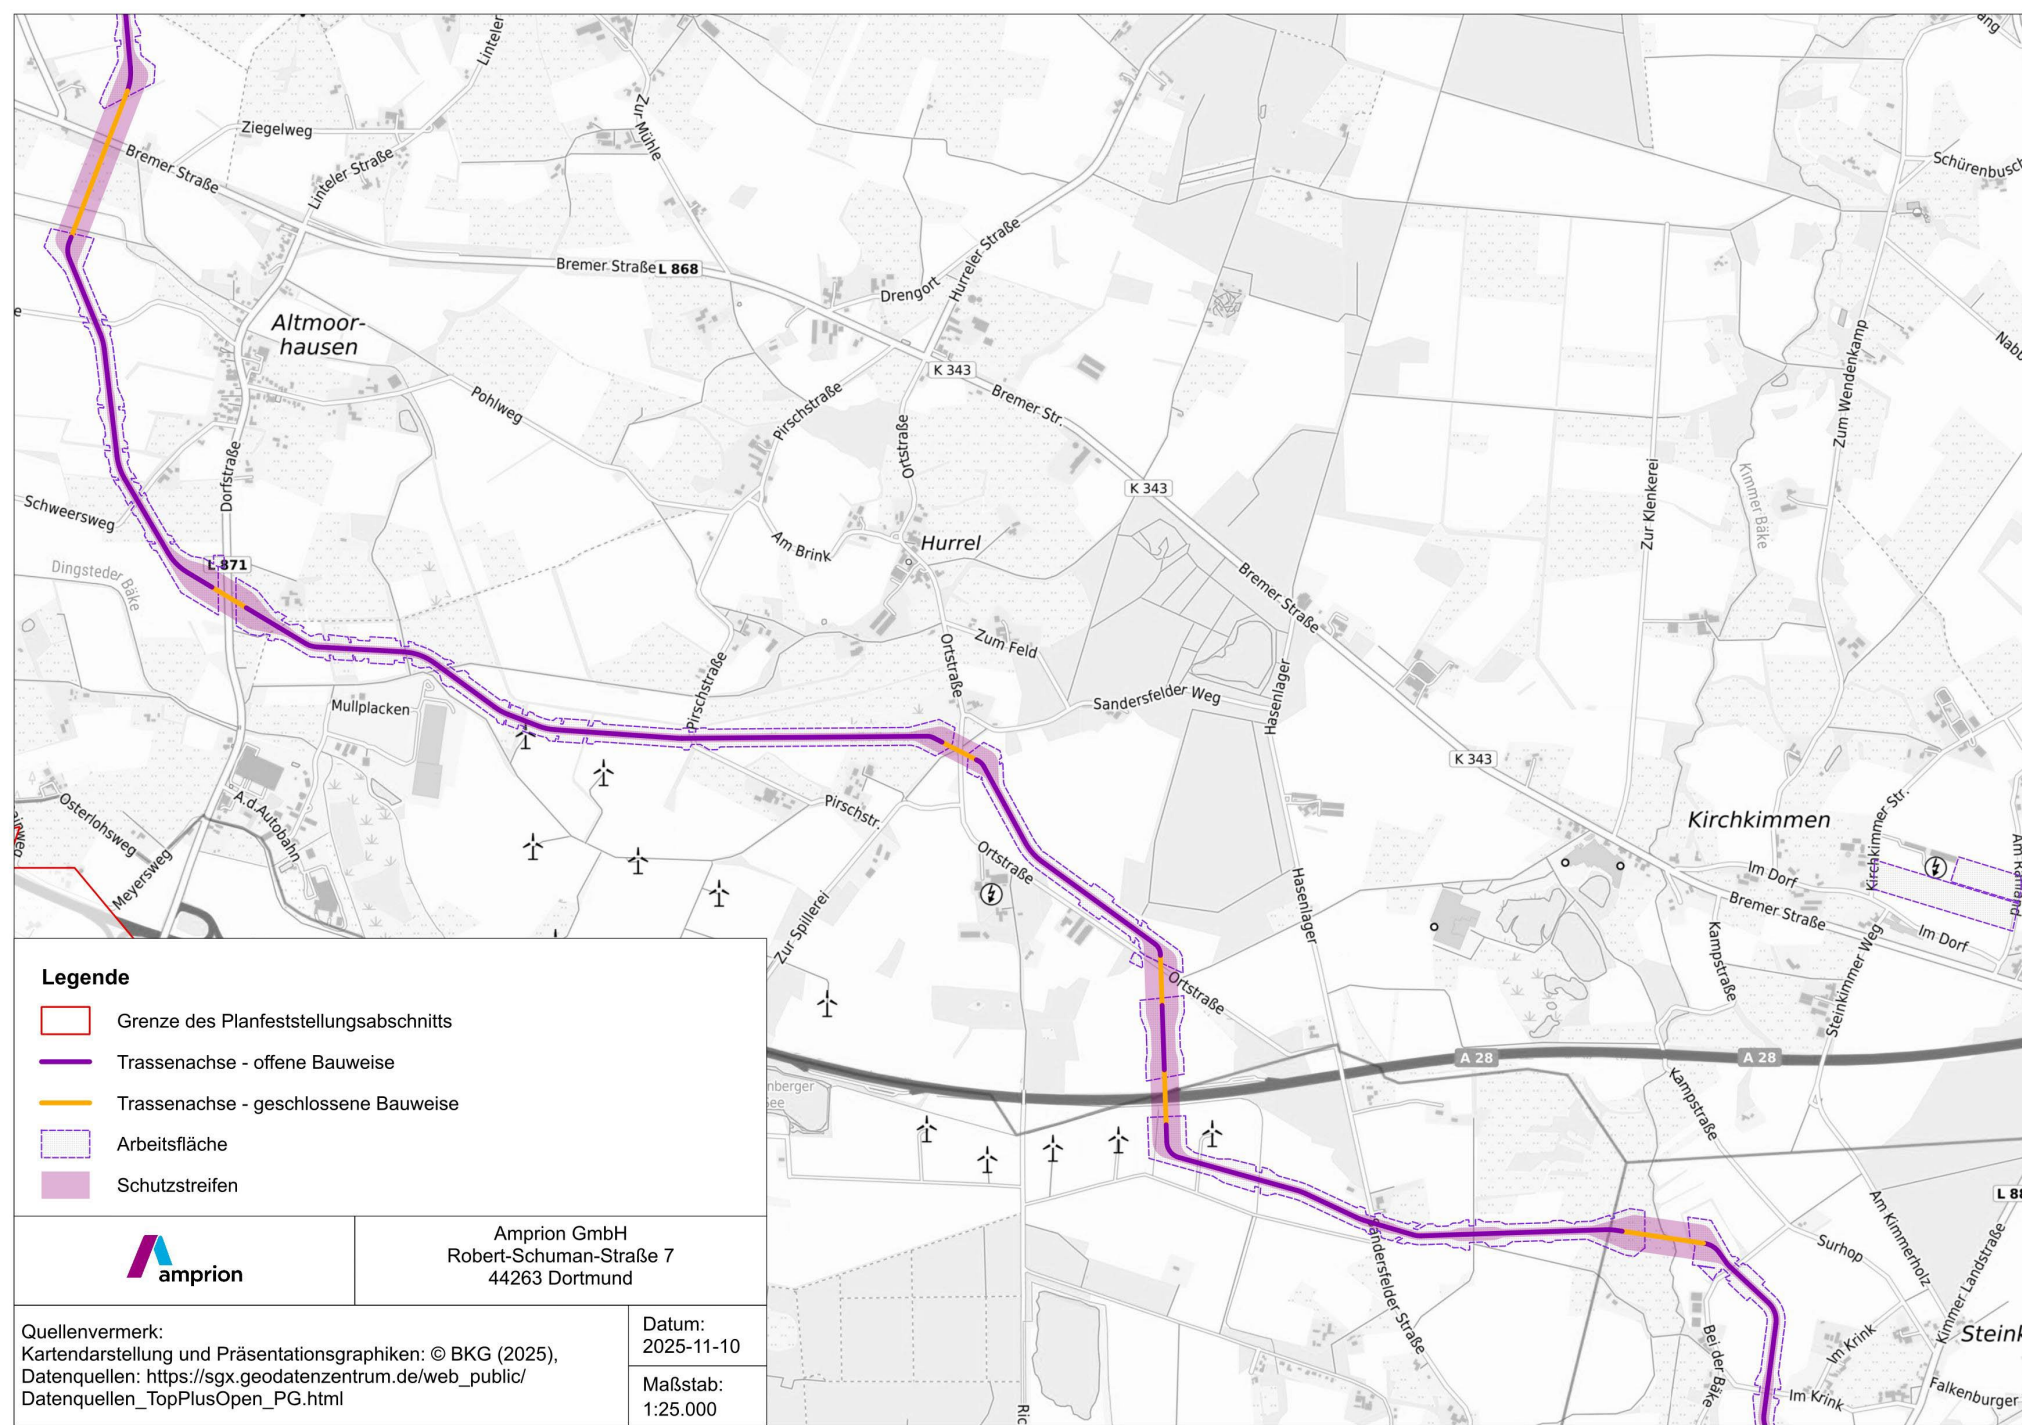 Linteler
Zur Mühle
Ziegelweg
Bremer Straße
Linteler Straße
Schürenbusch
Hurreler Straße
Bremer Straße
L 868
Drengort
Altmoor-
hausen
Zum Wendenkamp
K 343
Pohlweg
Pirschstraße
Bremer Str.
Ortstraße
Dorfstraße
Schweersweg
K 343
Zur Klenkerei
Kimmer Bäke
Am Brink
Hurrel
L 871
Dingsteder Bäke
Bremer Straße
Zum Feld
Ortstraße
Pirschstraße
Sandersfelder Weg
Hasenlager
Mullplacken
K 343
Osterlohsweg
A.d.Autobahn
Meyersweg
Pirschstr.
Ortstraße
Kirchkimmen
Kirchkimmer Str.
Im Dorf
Bremer Straße
Im Dorf
Hasenlager
Zur Spillerei
Kampstraße
Steinkimmer Weg
Ortstraße
A 28
A 28
Kampstraße
nberger
See
Am Kimmerholz
Surhop
Sandersfelder Straße
Kimmer Landstraße
Bei der Bäke
Im Krink
Im Krink
Falkenburger
Legende
Grenze des Planfeststellungsabschnitts
Trassenachse - offene Bauweise
Trassenachse - geschlossene Bauweise
Arbeitsfläche
Schutzstreifen
amprion
Amprion GmbH
Robert-Schuman-Straße 7
44263 Dortmund
Quellenvermerk:
Kartendarstellung und Präsentationsgraphiken: © BKG (2025),
Datenquellen: https://sgx.geodatenzentrum.de/web_public/
Datenquellen_TopPlusOpen_PG.html
Datum:
2025-11-10
Maßstab:
1:25.000